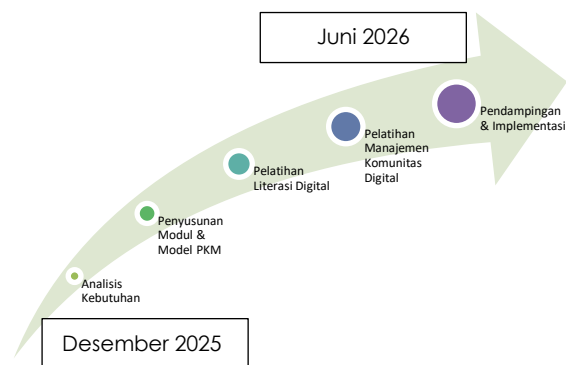 Juni 2026
Pendampingan
& Implementasi
Pelatihan
Manajemen
Komunitas
Digital
Pelatihan
Literasi Digital
Penyusunan
Modul &
Model PKM
Analisis
Kebutuhan
Desember 2025